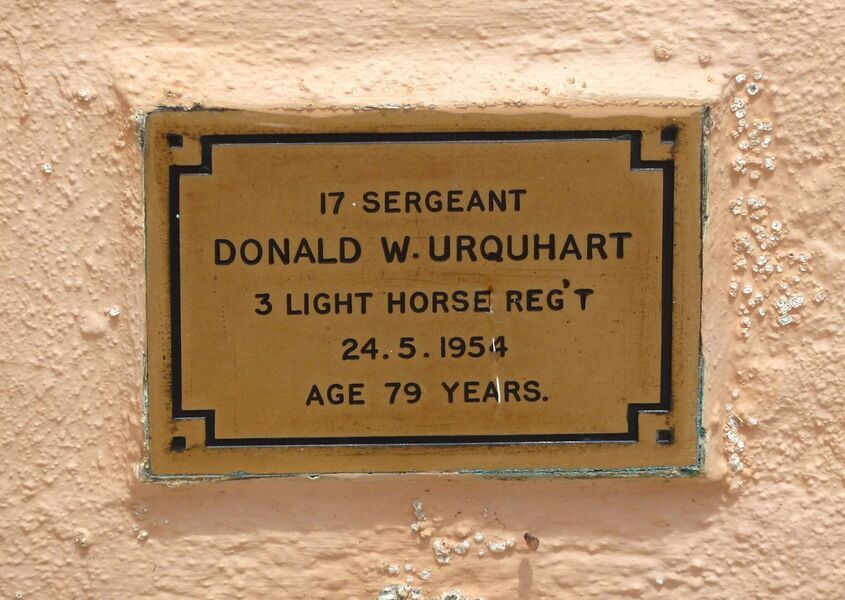 17 SERGEANT
DONALD W. URQUHART
3 LIGHT HORSE REG'T
24.5.1954
AGE 79 YEARS.